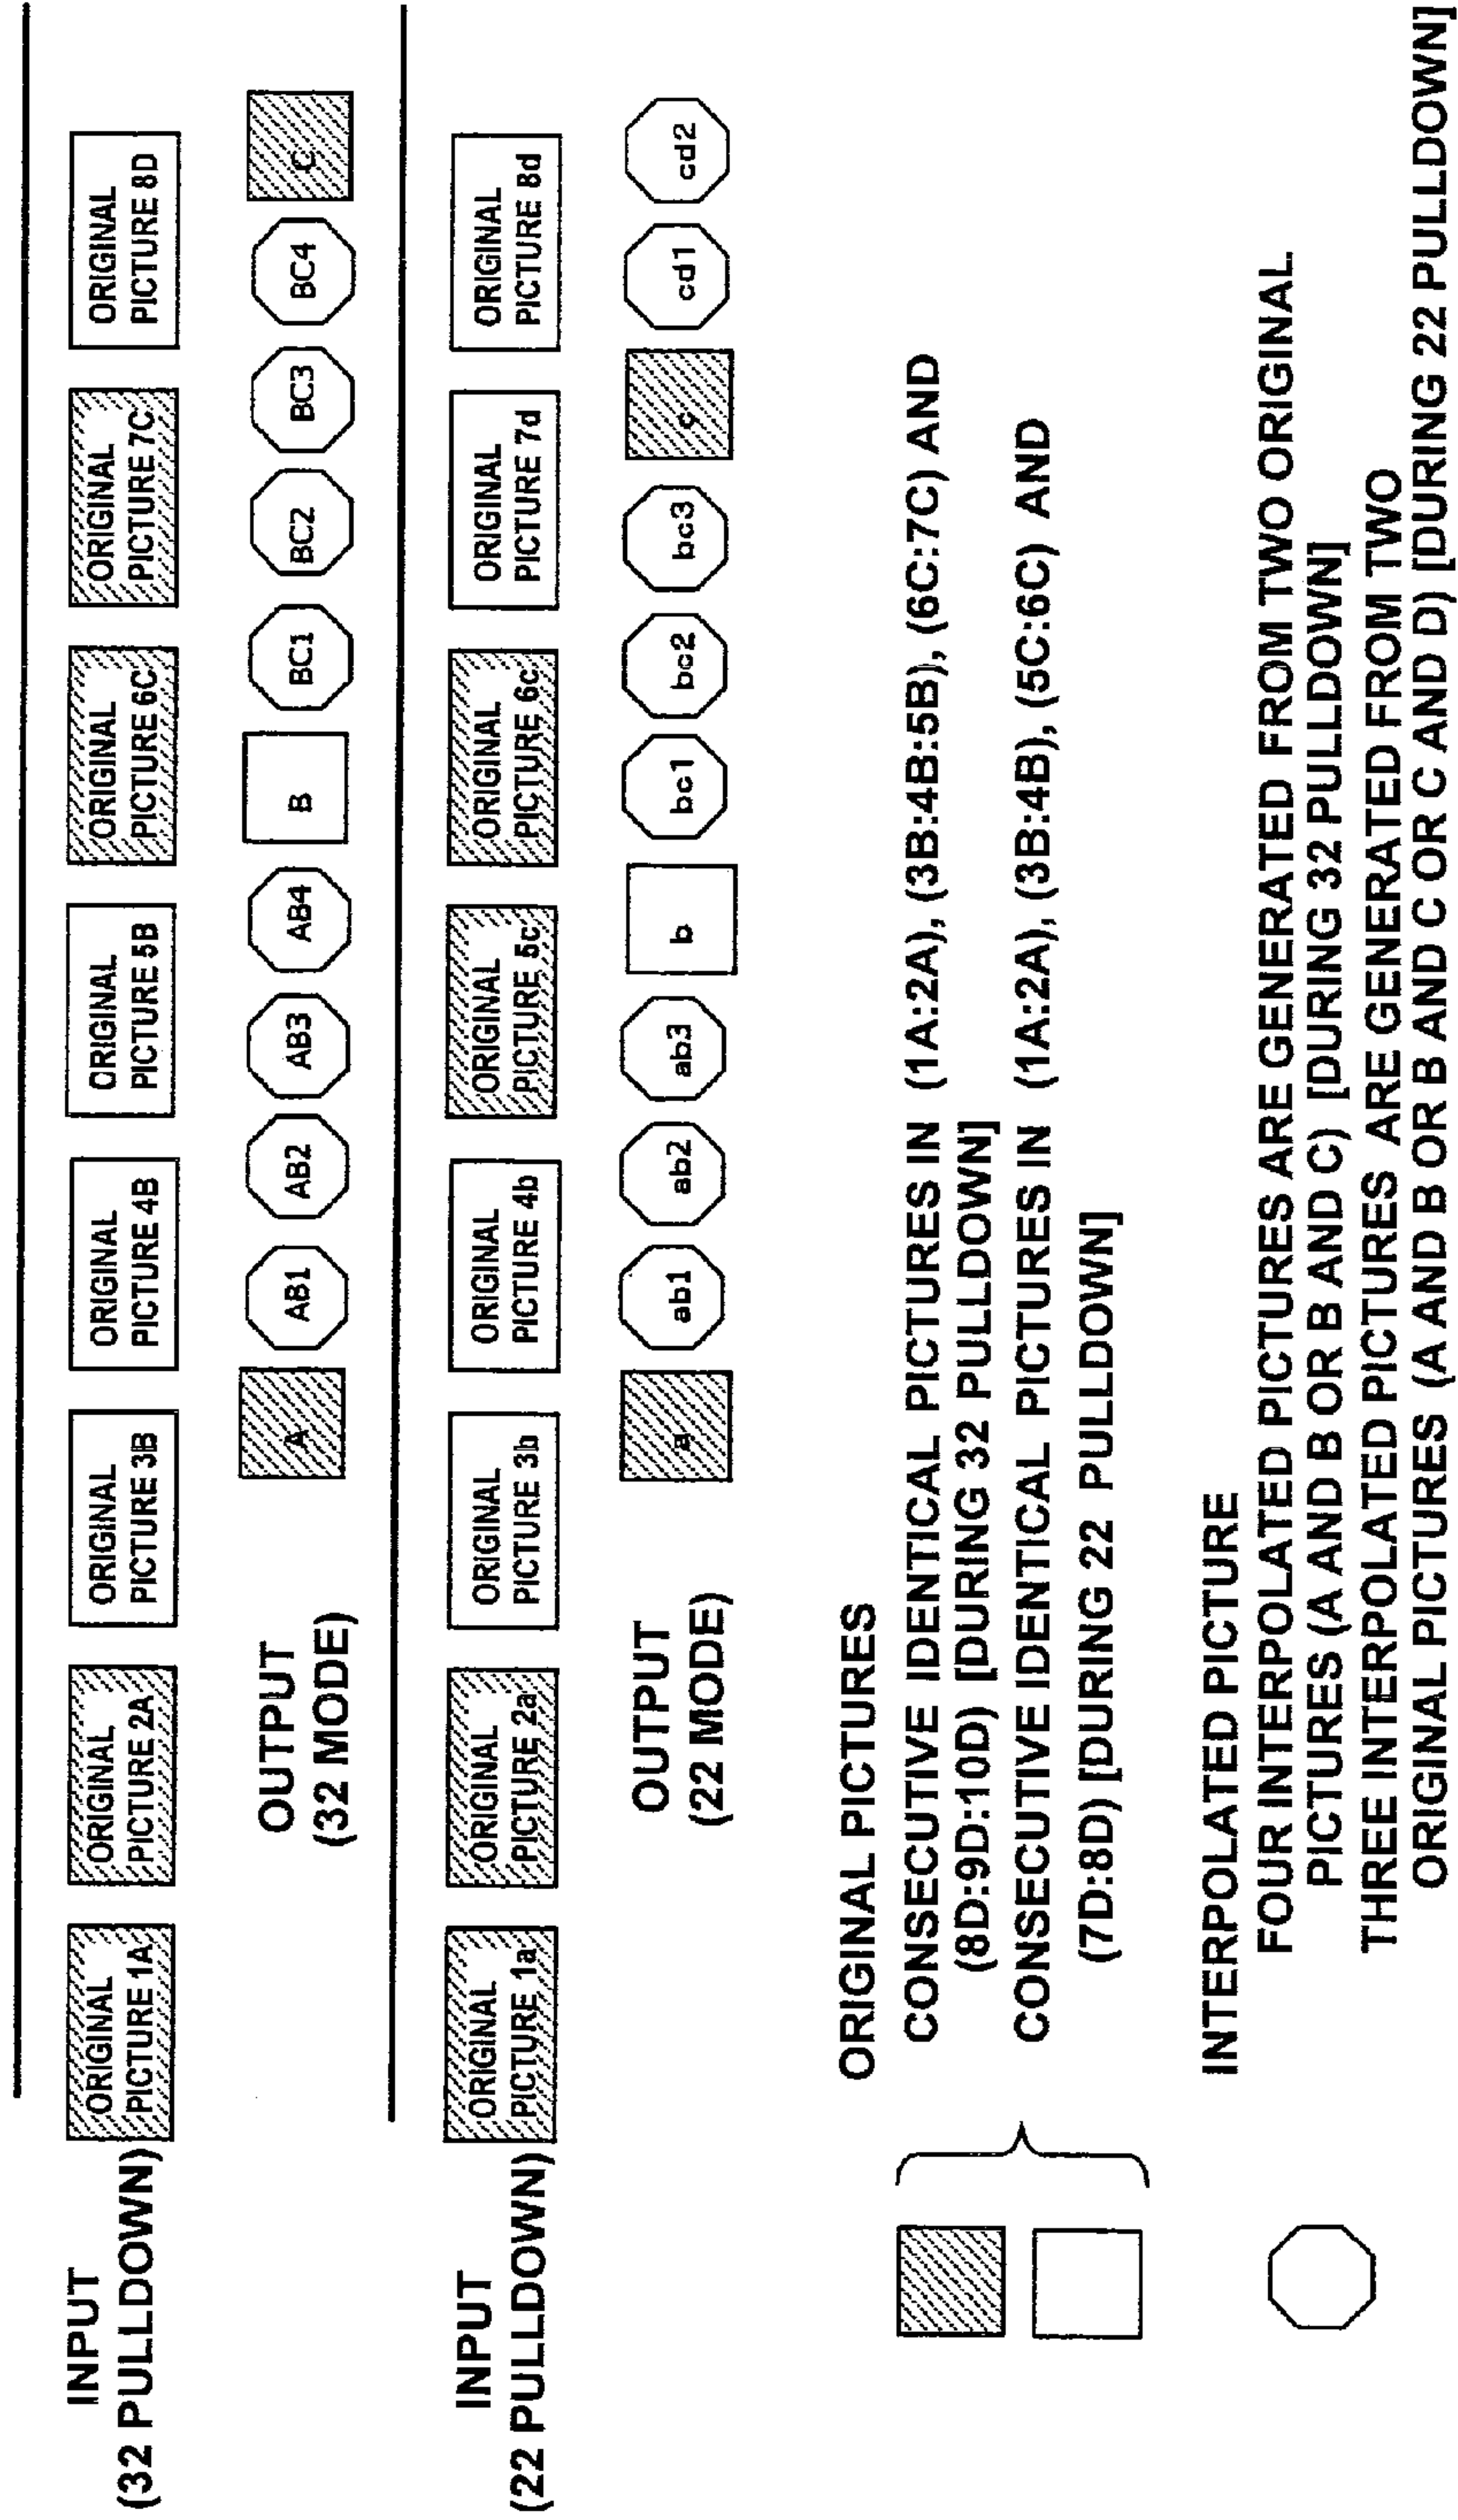 INPUT
(32 PULLDOWN)
ORIGINAL
PICTURE 1A
ORIGINAL
PICTURE 2A
ORIGINAL
PICTURE 3B
ORIGINAL
PICTURE 4B
ORIGINAL
PICTURE 5B
ORIGINAL
PICTURE 6C
ORIGINAL
PICTURE 7C
ORIGINAL
PICTURE 8D
OUTPUT
(32 MODE)
A
AB1
AB2
AB3
AB4
B
BC1
BC2
BC3
BC4
C
INPUT
(22 PULLDOWN)
ORIGINAL
PICTURE 1a
ORIGINAL
PICTURE 2a
ORIGINAL
PICTURE 3b
ORIGINAL
PICTURE 4b
ORIGINAL
PICTURE 5c
ORIGINAL
PICTURE 6c
ORIGINAL
PICTURE 7d
ORIGINAL
PICTURE 8d
OUTPUT
(22 MODE)
a
ab1
ab2
ab3
b
bc1
bc2
bc3
c
cd1
cd2
ORIGINAL PICTURES
CONSECUTIVE IDENTICAL PICTURES IN (1A:2A), (3B:4B:5B), (6C:7C) AND
(8D:9D:10D) [DURING 32 PULLDOWN]
CONSECUTIVE IDENTICAL PICTURES IN (1A:2A), (3B:4B), (5C:6C) AND
(7D:8D) [DURING 22 PULLDOWN]
INTERPOLATED PICTURE
FOUR INTERPOLATED PICTURES ARE GENERATED FROM TWO ORIGINAL
PICTURES (A AND B OR B AND C) [DURING 32 PULLDOWN]
THREE INTERPOLATED PICTURES ARE GENERATED FROM TWO
ORIGINAL PICTURES (A AND B OR B AND C OR C AND D) [DURING 22 PULLDOWN]